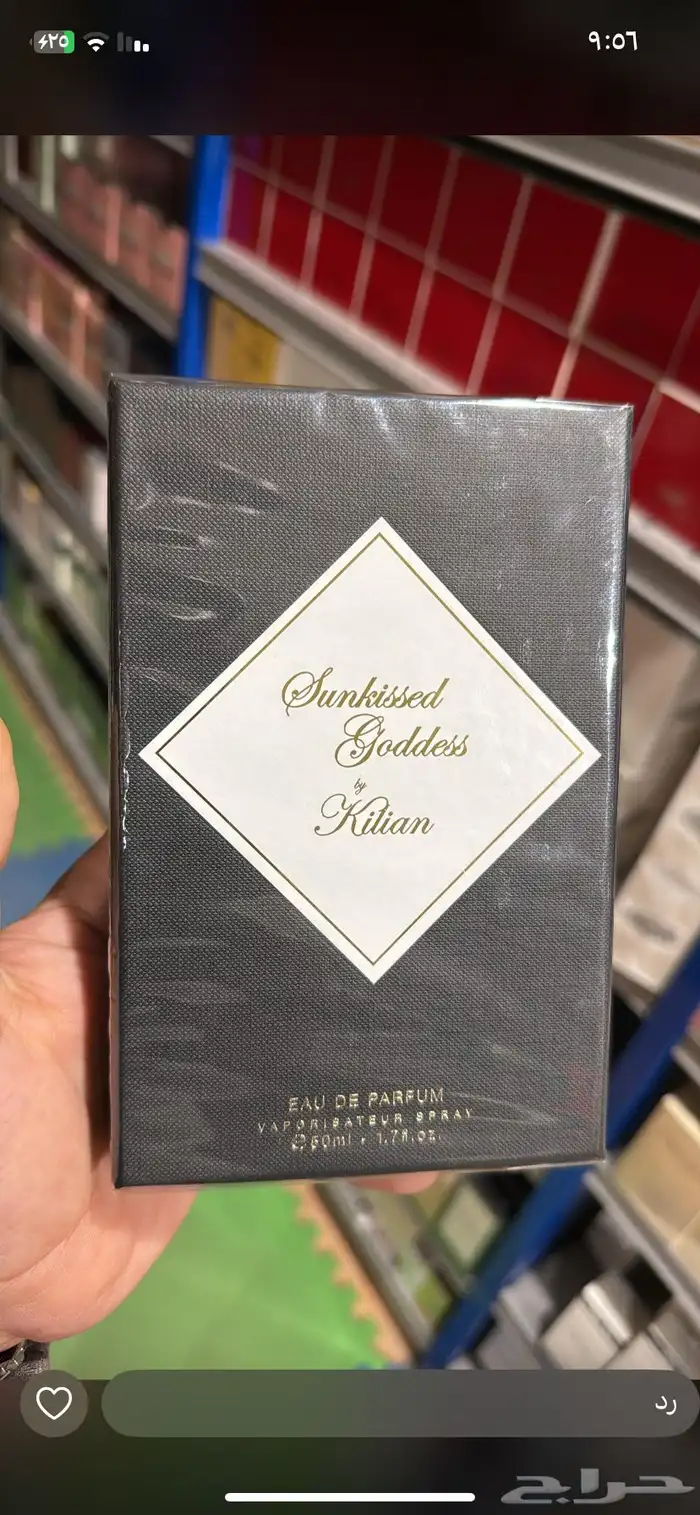 ٩:٥٦
٢٥
Sunkissed
Goddess
by
Kilian
EAU DE PARFUM
VAPORISATEUR SPRAY
℮50ml • 1.7fl.oz.
رد
حراج